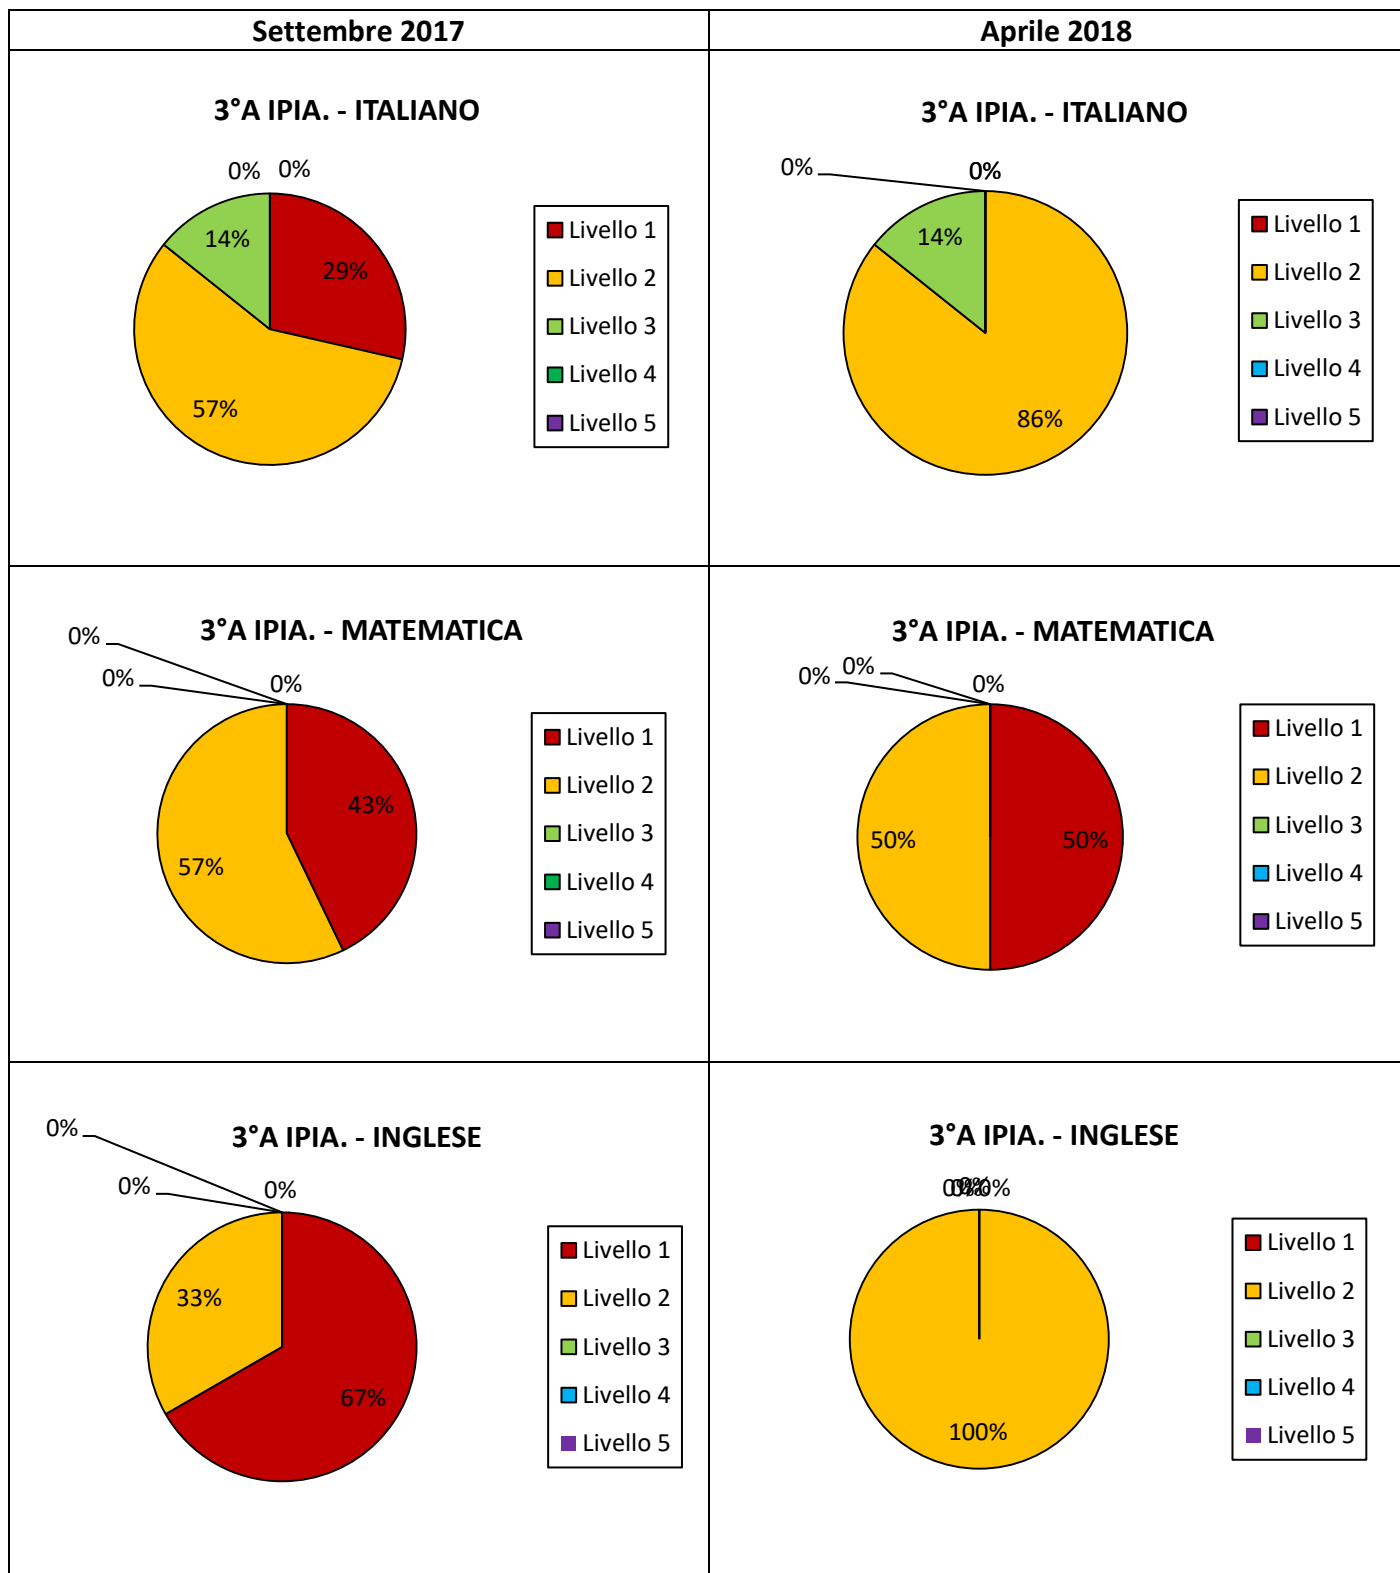 Settembre 2017
Aprile 2018
3°A IPIA. - ITALIANO
0% 0%
14%
29%
57%
Livello 1
Livello 2
Livello 3
Livello 4
Livello 5
3°A IPIA. - ITALIANO
0%
0%
14%
86%
Livello 1
Livello 2
Livello 3
Livello 4
Livello 5
3°A IPIA. - MATEMATICA
0%
0%
0%
43%
57%
Livello 1
Livello 2
Livello 3
Livello 4
Livello 5
3°A IPIA. - MATEMATICA
0%
0%
0%
50%
50%
Livello 1
Livello 2
Livello 3
Livello 4
Livello 5
3°A IPIA. - INGLESE
0%
0%
0%
33%
67%
Livello 1
Livello 2
Livello 3
Livello 4
Livello 5
3°A IPIA. - INGLESE
0%
0%
0%
0%
100%
Livello 1
Livello 2
Livello 3
Livello 4
Livello 5